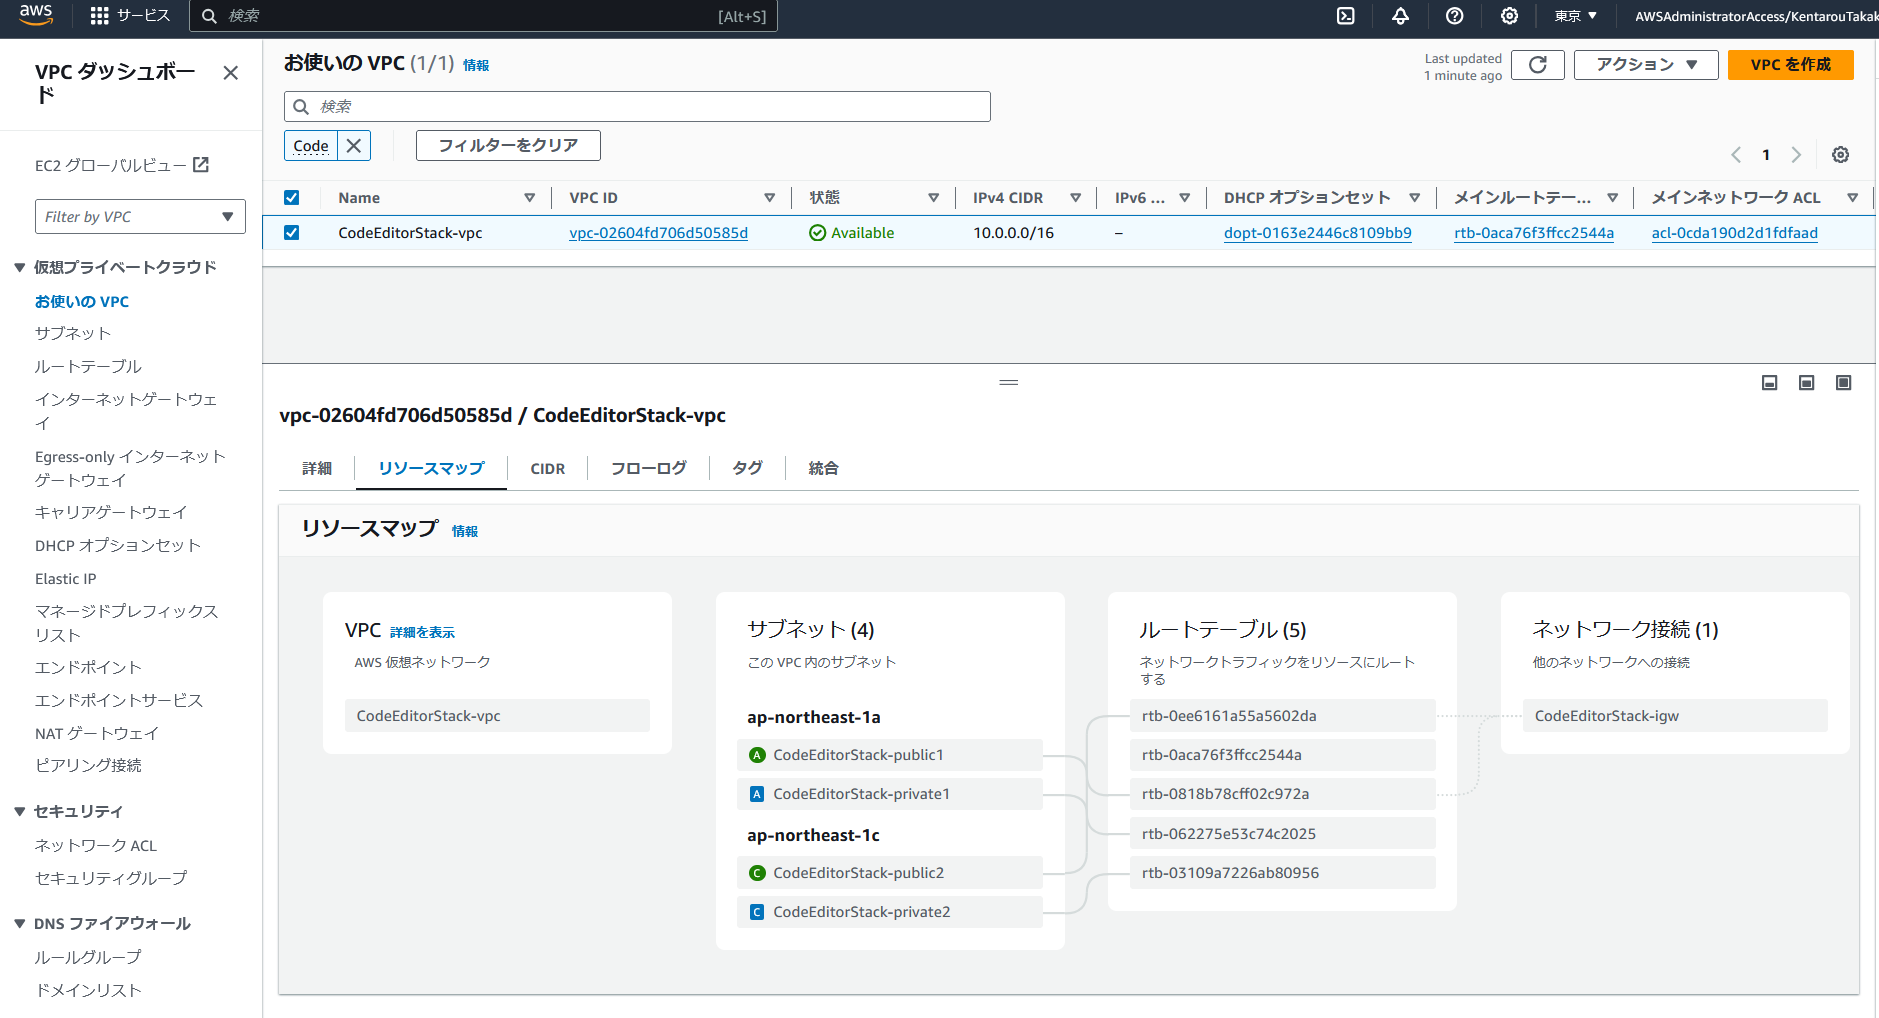 aws
サービス
検索
[Alt+S]
東京 ▼
AWSAdministratorAccess/KentarouTakak
VPC ダッシュボー
ド
EC2 グローバルビュー
Filter by VPC
仮想プライベートクラウド
お使いの VPC
サブネット
ルートテーブル
インターネットゲートウェ
イ
Egress-only インターネット
ゲートウェイ
キャリアゲートウェイ
DHCP オプションセット
Elastic IP
マネージドプレフィックス
リスト
エンドポイント
エンドポイントサービス
NAT ゲートウェイ
ピアリング接続
セキュリティ
ネットワーク ACL
セキュリティグループ
DNS ファイアウォール
ルールグループ
ドメインリスト
お使いの VPC (1/1) 情報
Last updated
1 minute ago
アクション
VPC を作成
検索
Code
フィルターをクリア
1
Name VPC ID 状態 IPv4 CIDR IPv6 ... DHCP オプションセット メインルートテー... メインネットワーク ACL
CodeEditorStack-vpc vpc-02604fd706d50585d Available 10.0.0.0/16 – dopt-0163e2446c8109bb9 rtb-0aca76f3ffcc2544a acl-0cda190d2d1fdfaad
vpc-02604fd706d50585d / CodeEditorStack-vpc
詳細 リソースマップ CIDR フローログ タグ 統合
リソースマップ 情報
VPC 詳細を表示
AWS 仮想ネットワーク
CodeEditorStack-vpc
サブネット (4)
この VPC 内のサブネット
ap-northeast-1a
A CodeEditorStack-public1
A CodeEditorStack-private1
ap-northeast-1c
C CodeEditorStack-public2
C CodeEditorStack-private2
ルートテーブル (5)
ネットワークトラフィックをリソースにルート
する
rtb-0ee6161a55a5602da
rtb-0aca76f3ffcc2544a
rtb-0818b78cff02c972a
rtb-062275e53c74c2025
rtb-03109a7226ab80956
ネットワーク接続 (1)
他のネットワークへの接続
CodeEditorStack-igw